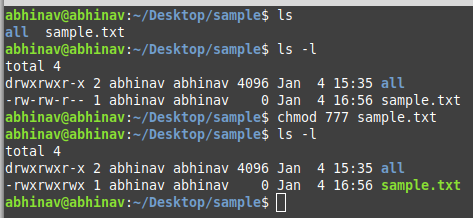 abhinav@abhinav:~/Desktop/sample$ ls
all  sample.txt
abhinav@abhinav:~/Desktop/sample$ ls -l
total 4
drwxrwxr-x 2 abhinav abhinav 4096 Jan  4 15:35 all
-rw-rw-r-- 1 abhinav abhinav    0 Jan  4 16:56 sample.txt
abhinav@abhinav:~/Desktop/sample$ chmod 777 sample.txt
abhinav@abhinav:~/Desktop/sample$ ls -l
total 4
drwxrwxr-x 2 abhinav abhinav 4096 Jan  4 15:35 all
-rwxrwxrwx 1 abhinav abhinav    0 Jan  4 16:56 sample.txt
abhinav@abhinav:~/Desktop/sample$